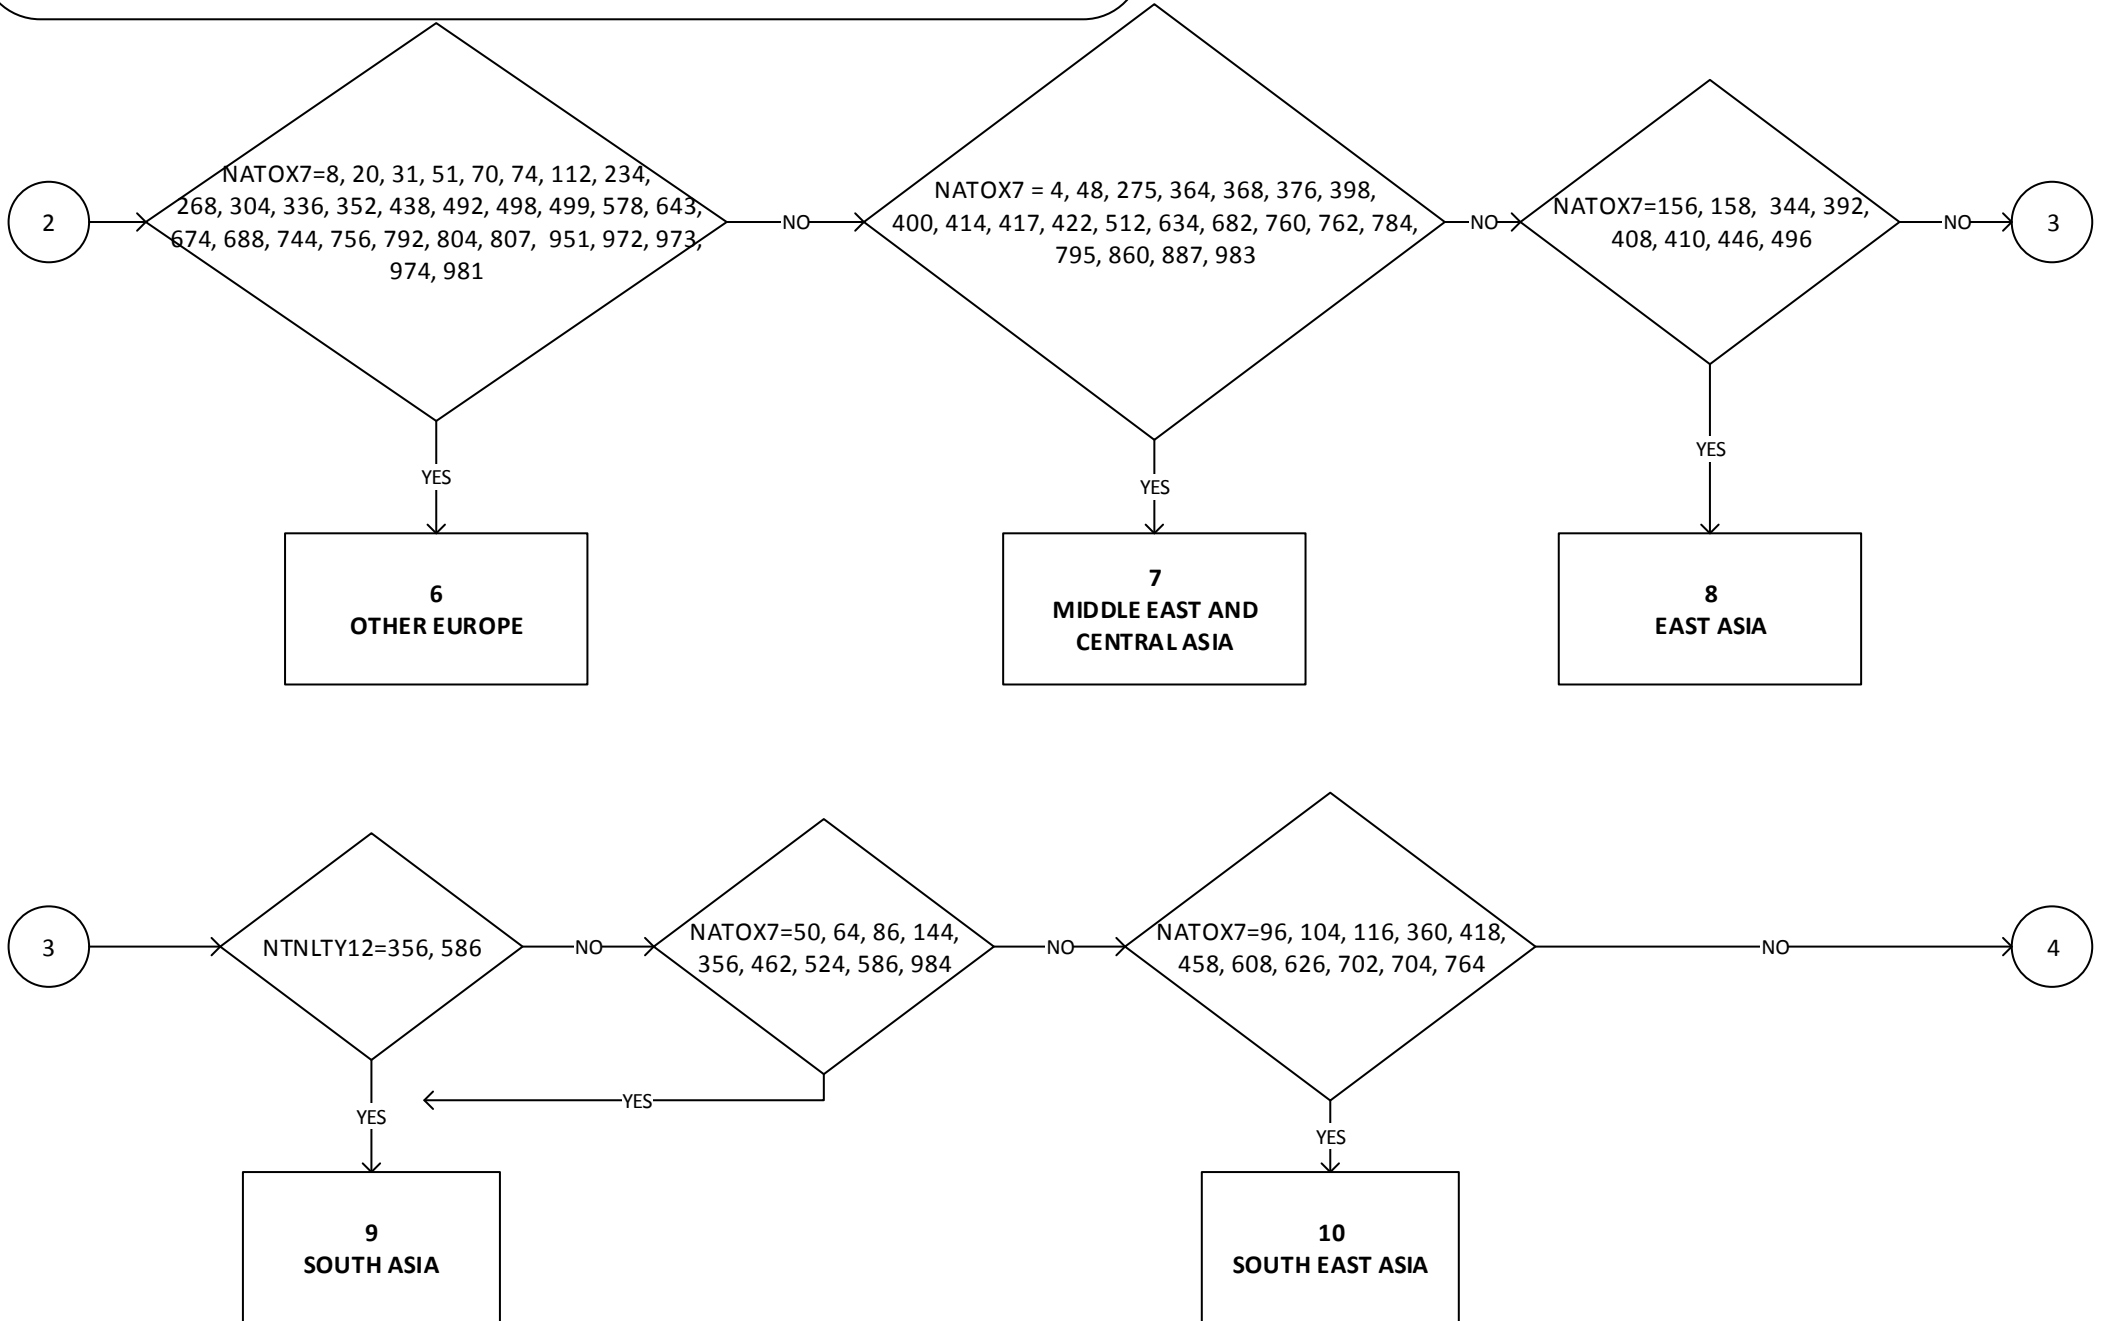 2
NATOX7=8, 20, 31, 51, 70, 74, 112, 234,
268, 304, 336, 352, 438, 492, 498, 499, 578, 643,
674, 688, 744, 756, 792, 804, 807, 951, 972, 973,
974, 981
NO
NATOX7 = 4, 48, 275, 364, 368, 376, 398,
400, 414, 417, 422, 512, 634, 682, 760, 762, 784,
795, 860, 887, 983
NO
NATOX7=156, 158, 344, 392,
408, 410, 446, 496
NO
3
YES
YES
YES
6
OTHER EUROPE
7
MIDDLE EAST AND
CENTRAL ASIA
8
EAST ASIA
3
NTNLTY12=356, 586
NO
NATOX7=50, 64, 86, 144,
356, 462, 524, 586, 984
NO
NATOX7=96, 104, 116, 360, 418,
458, 608, 626, 702, 704, 764
NO
4
YES
YES
YES
9
SOUTH ASIA
10
SOUTH EAST ASIA